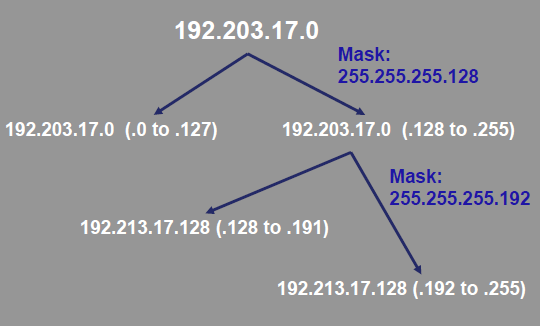 192.203.17.0
Mask:
255.255.255.128
192.203.17.0 (.0 to .127)
192.203.17.0 (.128 to .255)
Mask:
255.255.255.192
192.213.17.128 (.128 to .191)
192.213.17.128 (.192 to .255)